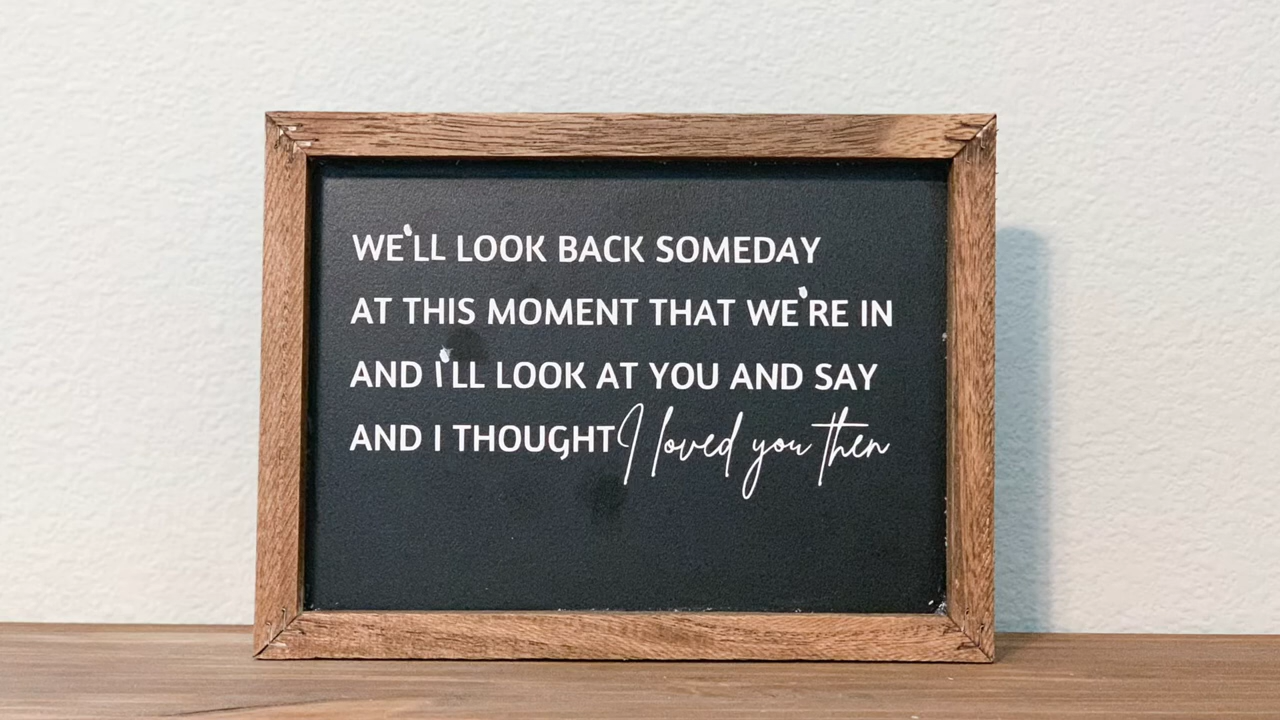 WE'LL LOOK BACK SOMEDAY
AT THIS MOMENT THAT WE'RE IN
AND I'LL LOOK AT YOU AND SAY
AND I THOUGHT I loved you then